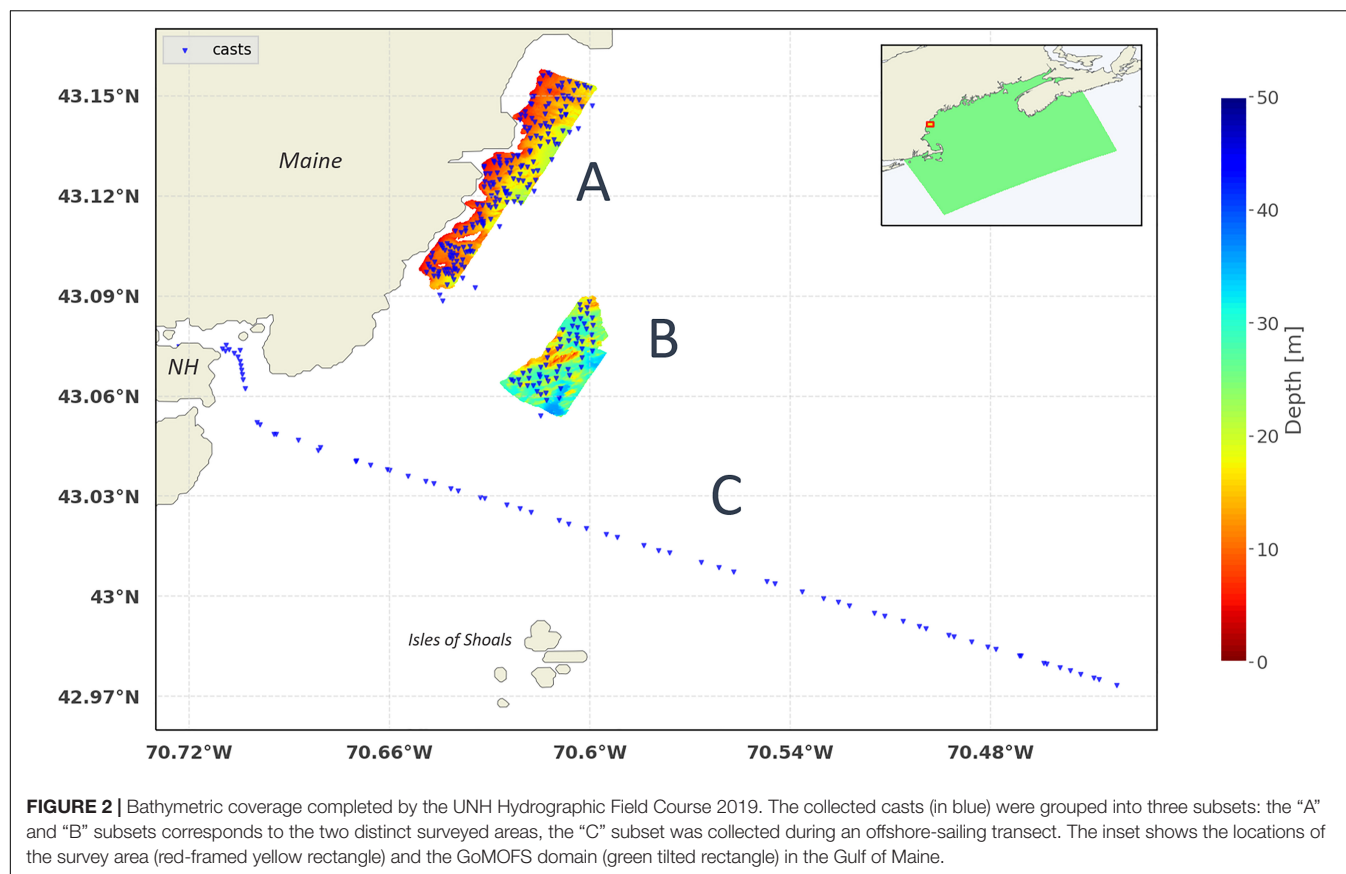 casts
43.15°N
43.12°N
43.09°N
43.06°N
43.03°N
43°N
42.97°N
70.72°W
70.66°W
70.6°W
70.54°W
70.48°W
Maine
NH
Isles of Shoals
A
B
C
50
40
30
20
10
0
Depth [m]
FIGURE 2 | Bathymetric coverage completed by the UNH Hydrographic Field Course 2019. The collected casts (in blue) were grouped into three subsets: the “A”
and “B” subsets corresponds to the two distinct surveyed areas, the “C” subset was collected during an offshore-sailing transect. The inset shows the locations of
the survey area (red-framed yellow rectangle) and the GoMOFS domain (green tilted rectangle) in the Gulf of Maine.